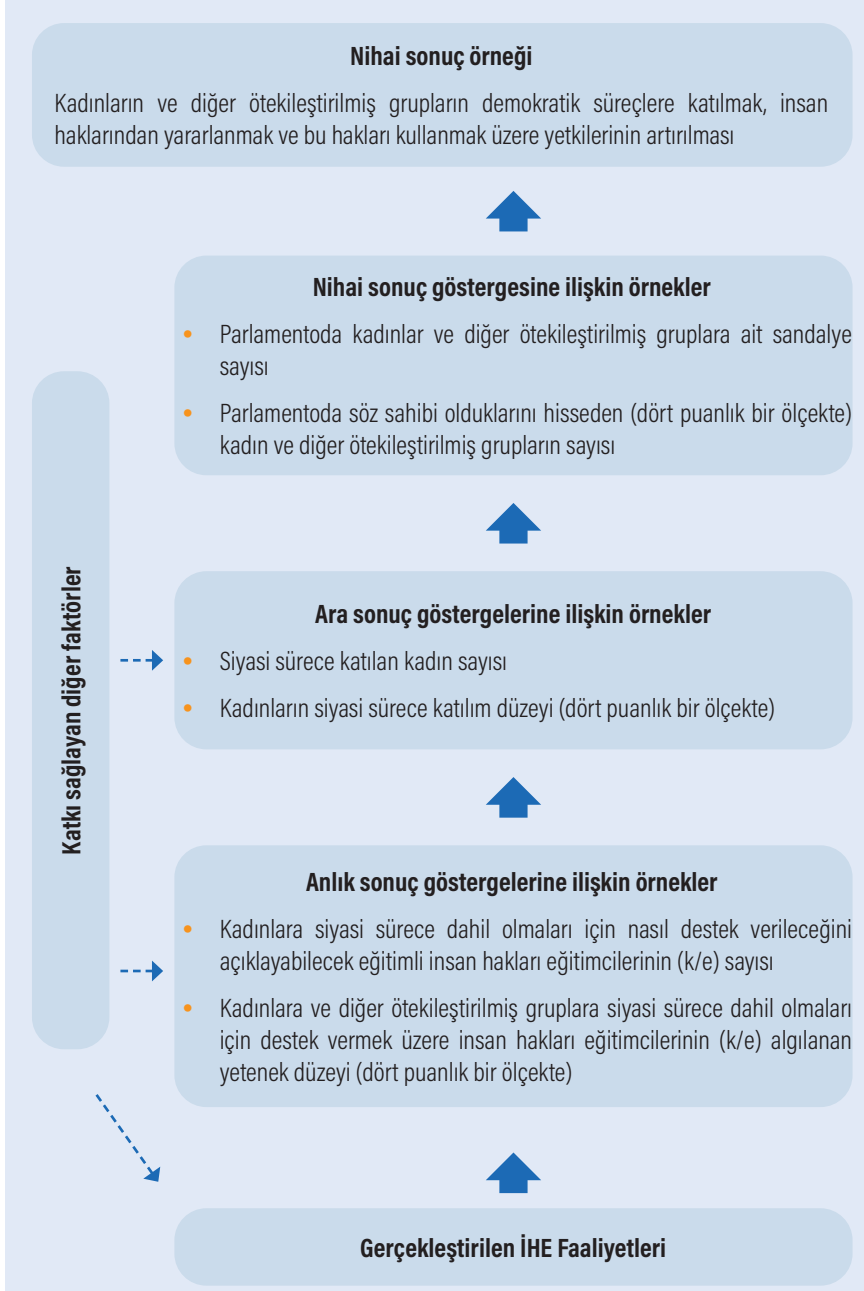 Nihai sonuç örneği
Kadınların ve diğer ötekileştirilmiş grupların demokratik süreçlere katılmak, insan
haklarından yararlanmak ve bu hakları kullanmak üzere yetkilerinin artırılması
Nihai sonuç göstergesine ilişkin örnekler
• Parlamentoda kadınlar ve diğer ötekileştirilmiş gruplara ait sandalye
sayısı
• Parlamentoda söz sahibi olduklarını hisseden (dört puanlık bir ölçekte)
kadın ve diğer ötekileştirilmiş grupların sayısı
Katkı sağlayan diğer faktörler
Ara sonuç göstergelerine ilişkin örnekler
• Siyasi sürece katılan kadın sayısı
• Kadınların siyasi sürece katılım düzeyi (dört puanlık bir ölçekte)
Anlık sonuç göstergelerine ilişkin örnekler
• Kadınlara siyasi sürece dahil olmaları için nasıl destek verileceğini
açıklayabilecek eğitimli insan hakları eğitimcilerinin (k/e) sayısı
• Kadınlara ve diğer ötekileştirilmiş gruplara siyasi sürece dahil olmaları
için destek vermek üzere insan hakları eğitimcilerinin (k/e) algılanan
yetenek düzeyi (dört puanlık bir ölçekte)
Gerçekleştirilen İHE Faaliyetleri